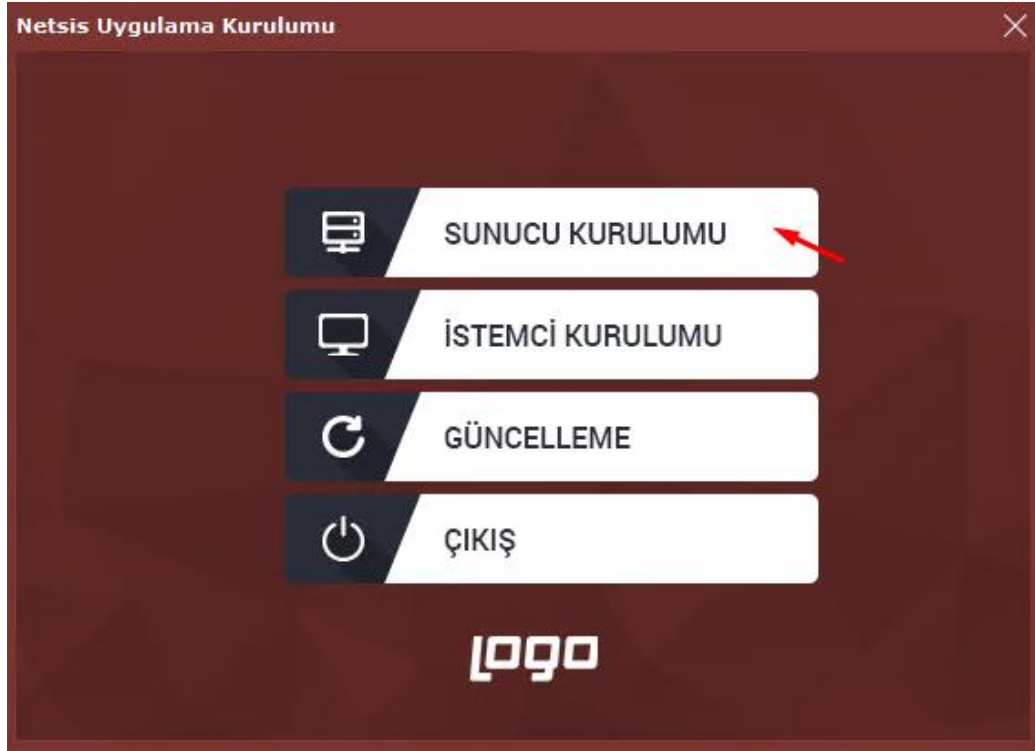 Netsis Uygulama Kurulumu
SUNUCU KURULUMU
İSTEMCİ KURULUMU
GÜNCELLEME
ÇIKIŞ
logo